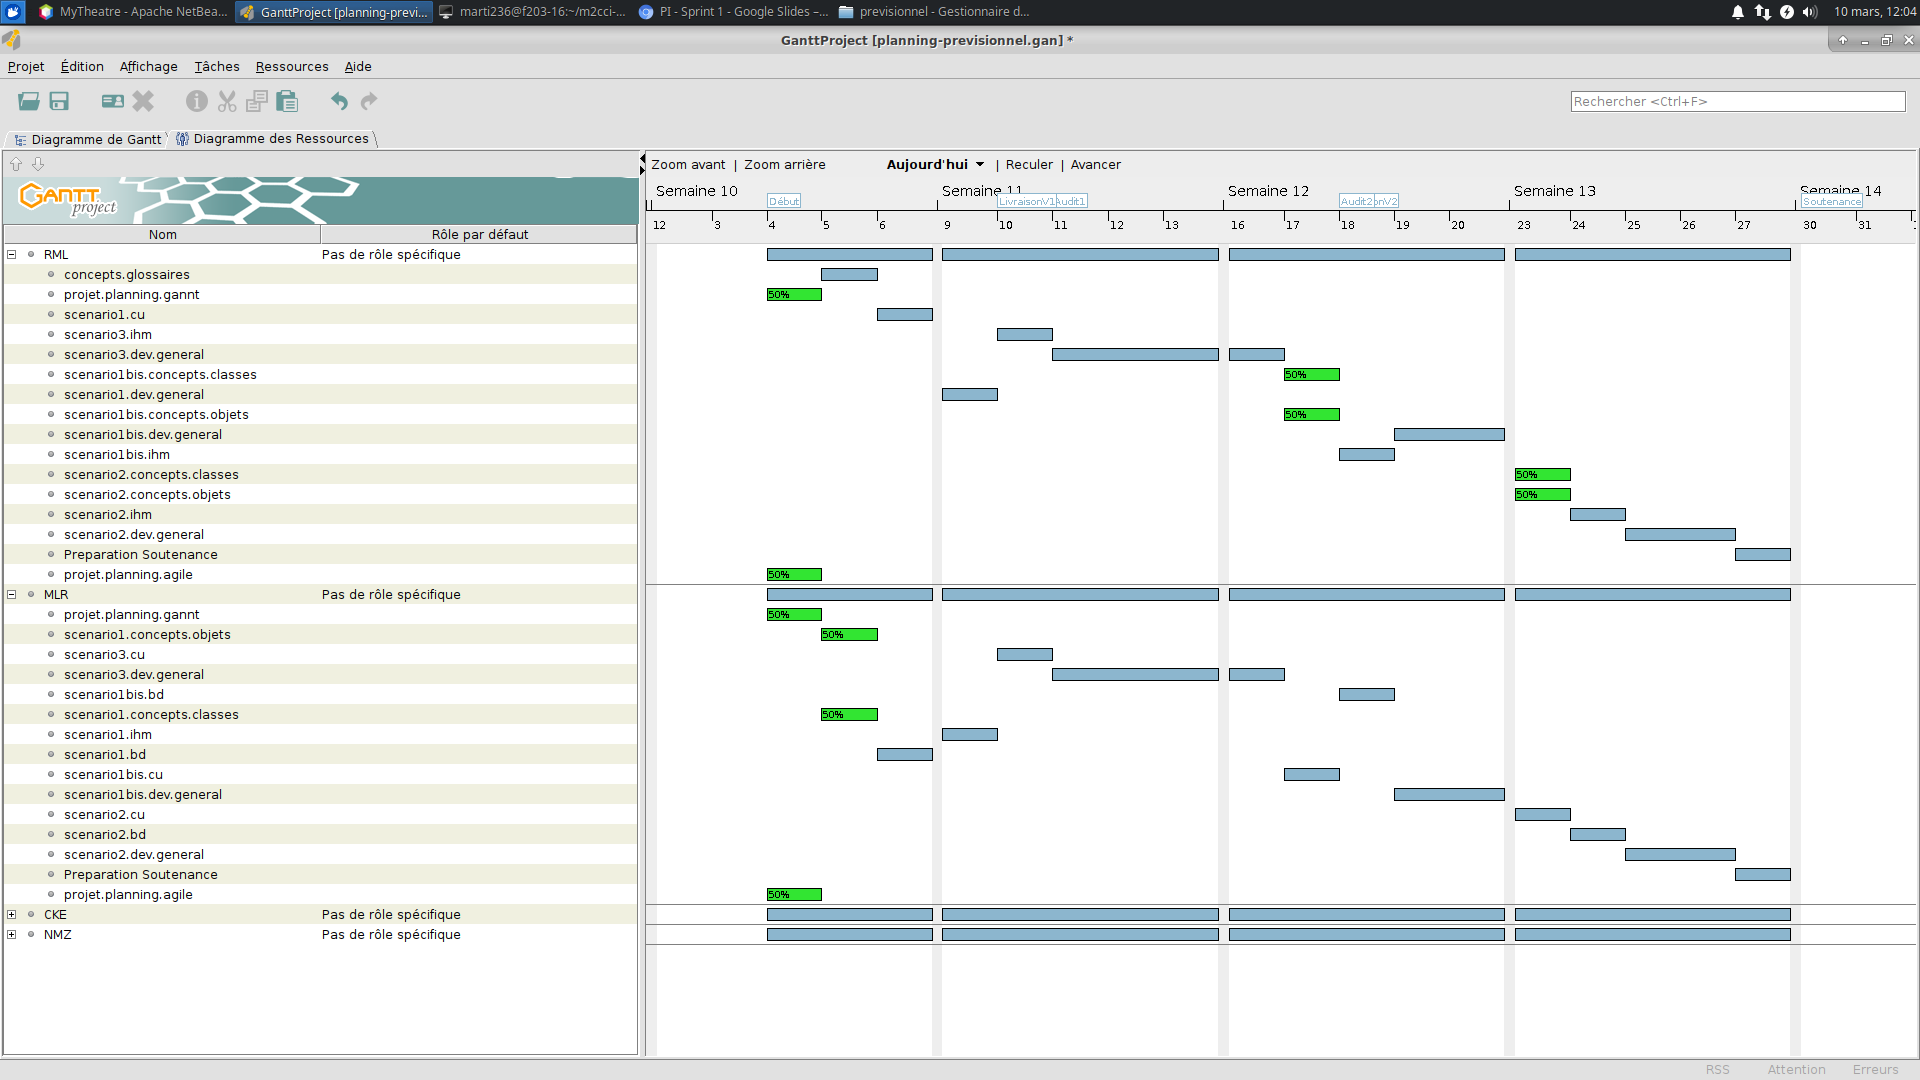 MyTheatre - Apache NetBea... GanttProject [planning-previ... marti236@f203-16:~/m2cci-... PI - Sprint 1 - Google Slides –... previsionnel - Gestionnaire d... 10 mars, 12:04
GanttProject [planning-previsionnel.gan] *
Projet Édition Affichage Tâches Ressources Aide
Rechercher <Ctrl+F>
Diagramme de Gantt Diagramme des Ressources
Zoom avant | Zoom arrière Aujourd'hui | Reculer | Avancer
GANTT project
Semaine 10 Semaine 11 Semaine 12 Semaine 13 Semaine 14
Début LivraisonV1 Audit1 Audit2 onV2 Soutenance
12 3 4 5 6 9 10 11 12 13 16 17 18 19 20 23 24 25 26 27 30 31
Nom Rôle par défaut
RML Pas de rôle spécifique
concepts.glossaires
projet.planning.gannt 50%
scenario1.cu
scenario3.ihm
scenario3.dev.general
scenario1bis.concepts.classes 50%
scenario1.dev.general
scenario1bis.concepts.objets 50%
scenario1bis.dev.general
scenario1bis.ihm
scenario2.concepts.classes 50%
scenario2.concepts.objets 50%
scenario2.ihm
scenario2.dev.general
Preparation Soutenance
projet.planning.agile 50%
MLR Pas de rôle spécifique
projet.planning.gannt 50%
scenario1.concepts.objets 50%
scenario3.cu
scenario3.dev.general
scenario1bis.bd
scenario1.concepts.classes 50%
scenario1.ihm
scenario1.bd
scenario1bis.cu
scenario1bis.dev.general
scenario2.cu
scenario2.bd
scenario2.dev.general
Preparation Soutenance
projet.planning.agile 50%
CKE Pas de rôle spécifique
NMZ Pas de rôle spécifique
RSS Attention Erreurs